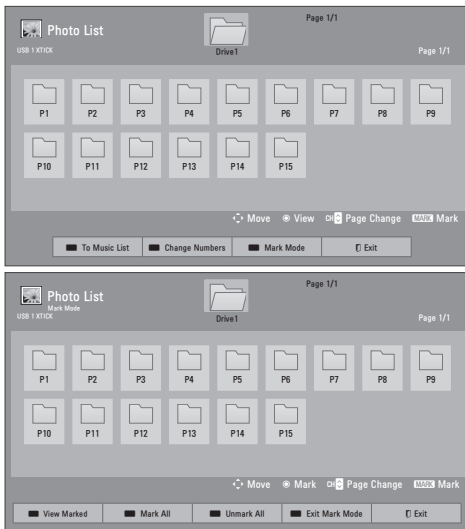 Page 1/1
Photo List
USB 1 XTICK
Drive1
Page 1/1
P1 P2 P3 P4 P5 P6 P7 P8 P9
P10 P11 P12 P13 P14 P15
Move View CH Page Change MARK Mark
To Music List Change Numbers Mark Mode Exit
Page 1/1
Photo List
Mark Mode
USB 1 XTICK
Drive1
Page 1/1
P1 P2 P3 P4 P5 P6 P7 P8 P9
P10 P11 P12 P13 P14 P15
Move Mark CH Page Change MARK Mark
View Marked Mark All Unmark All Exit Mark Mode Exit